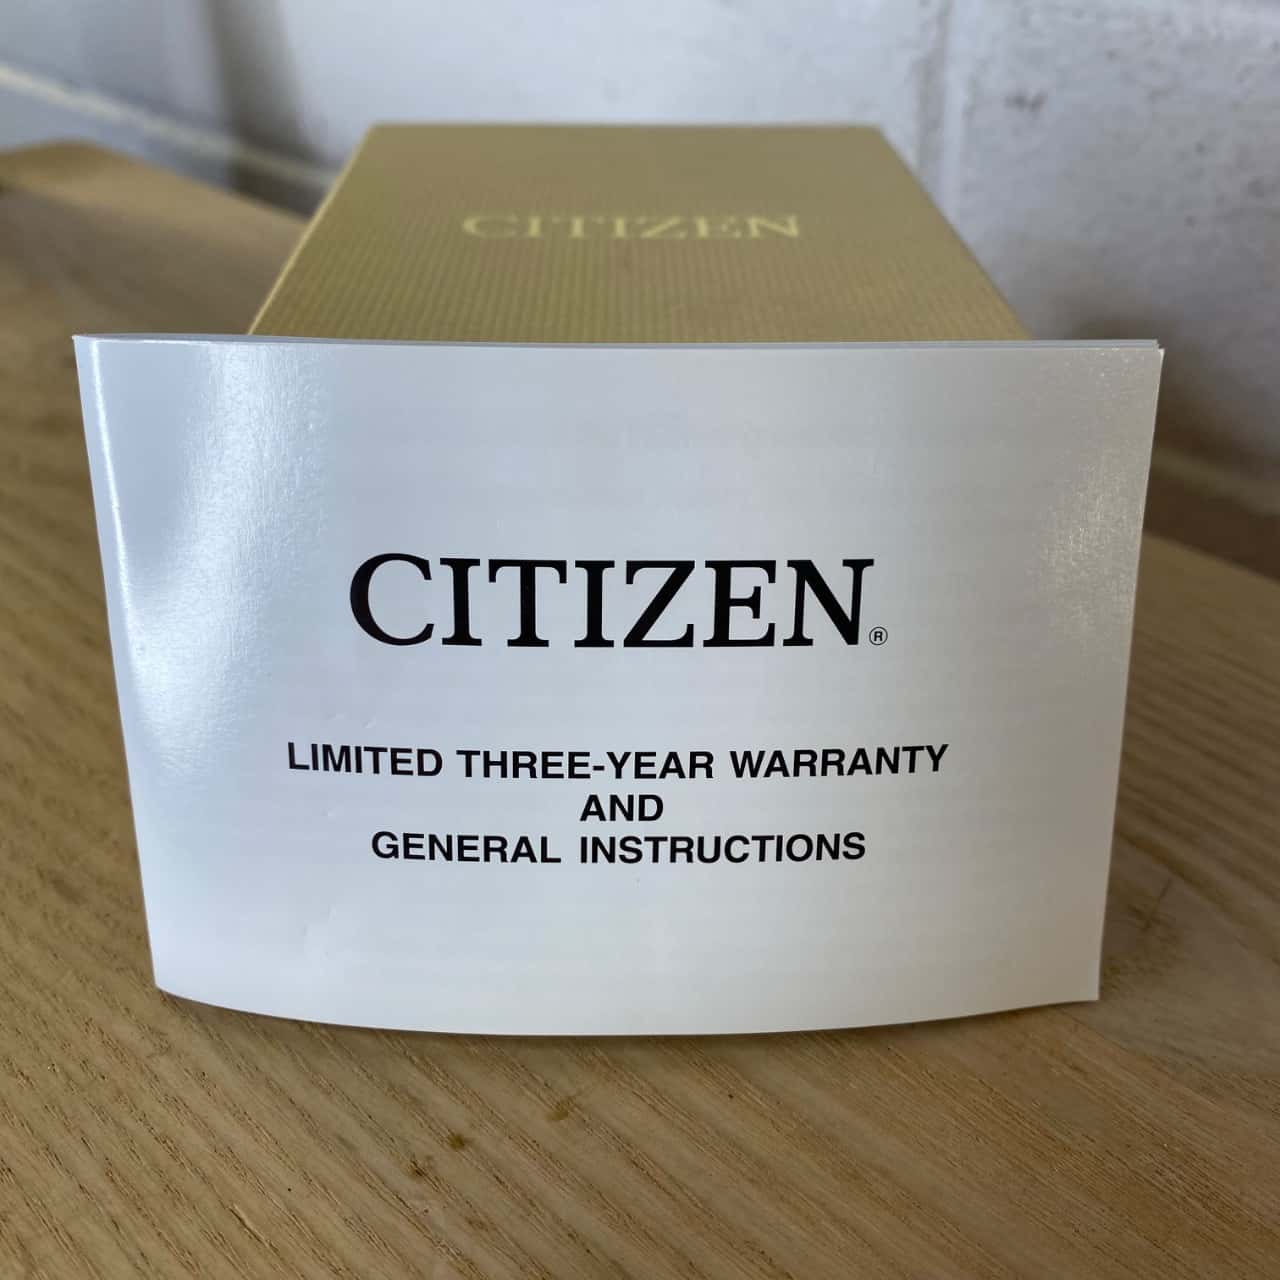 CITIZEN
CITIZEN®
LIMITED THREE-YEAR WARRANTY
AND
GENERAL INSTRUCTIONS